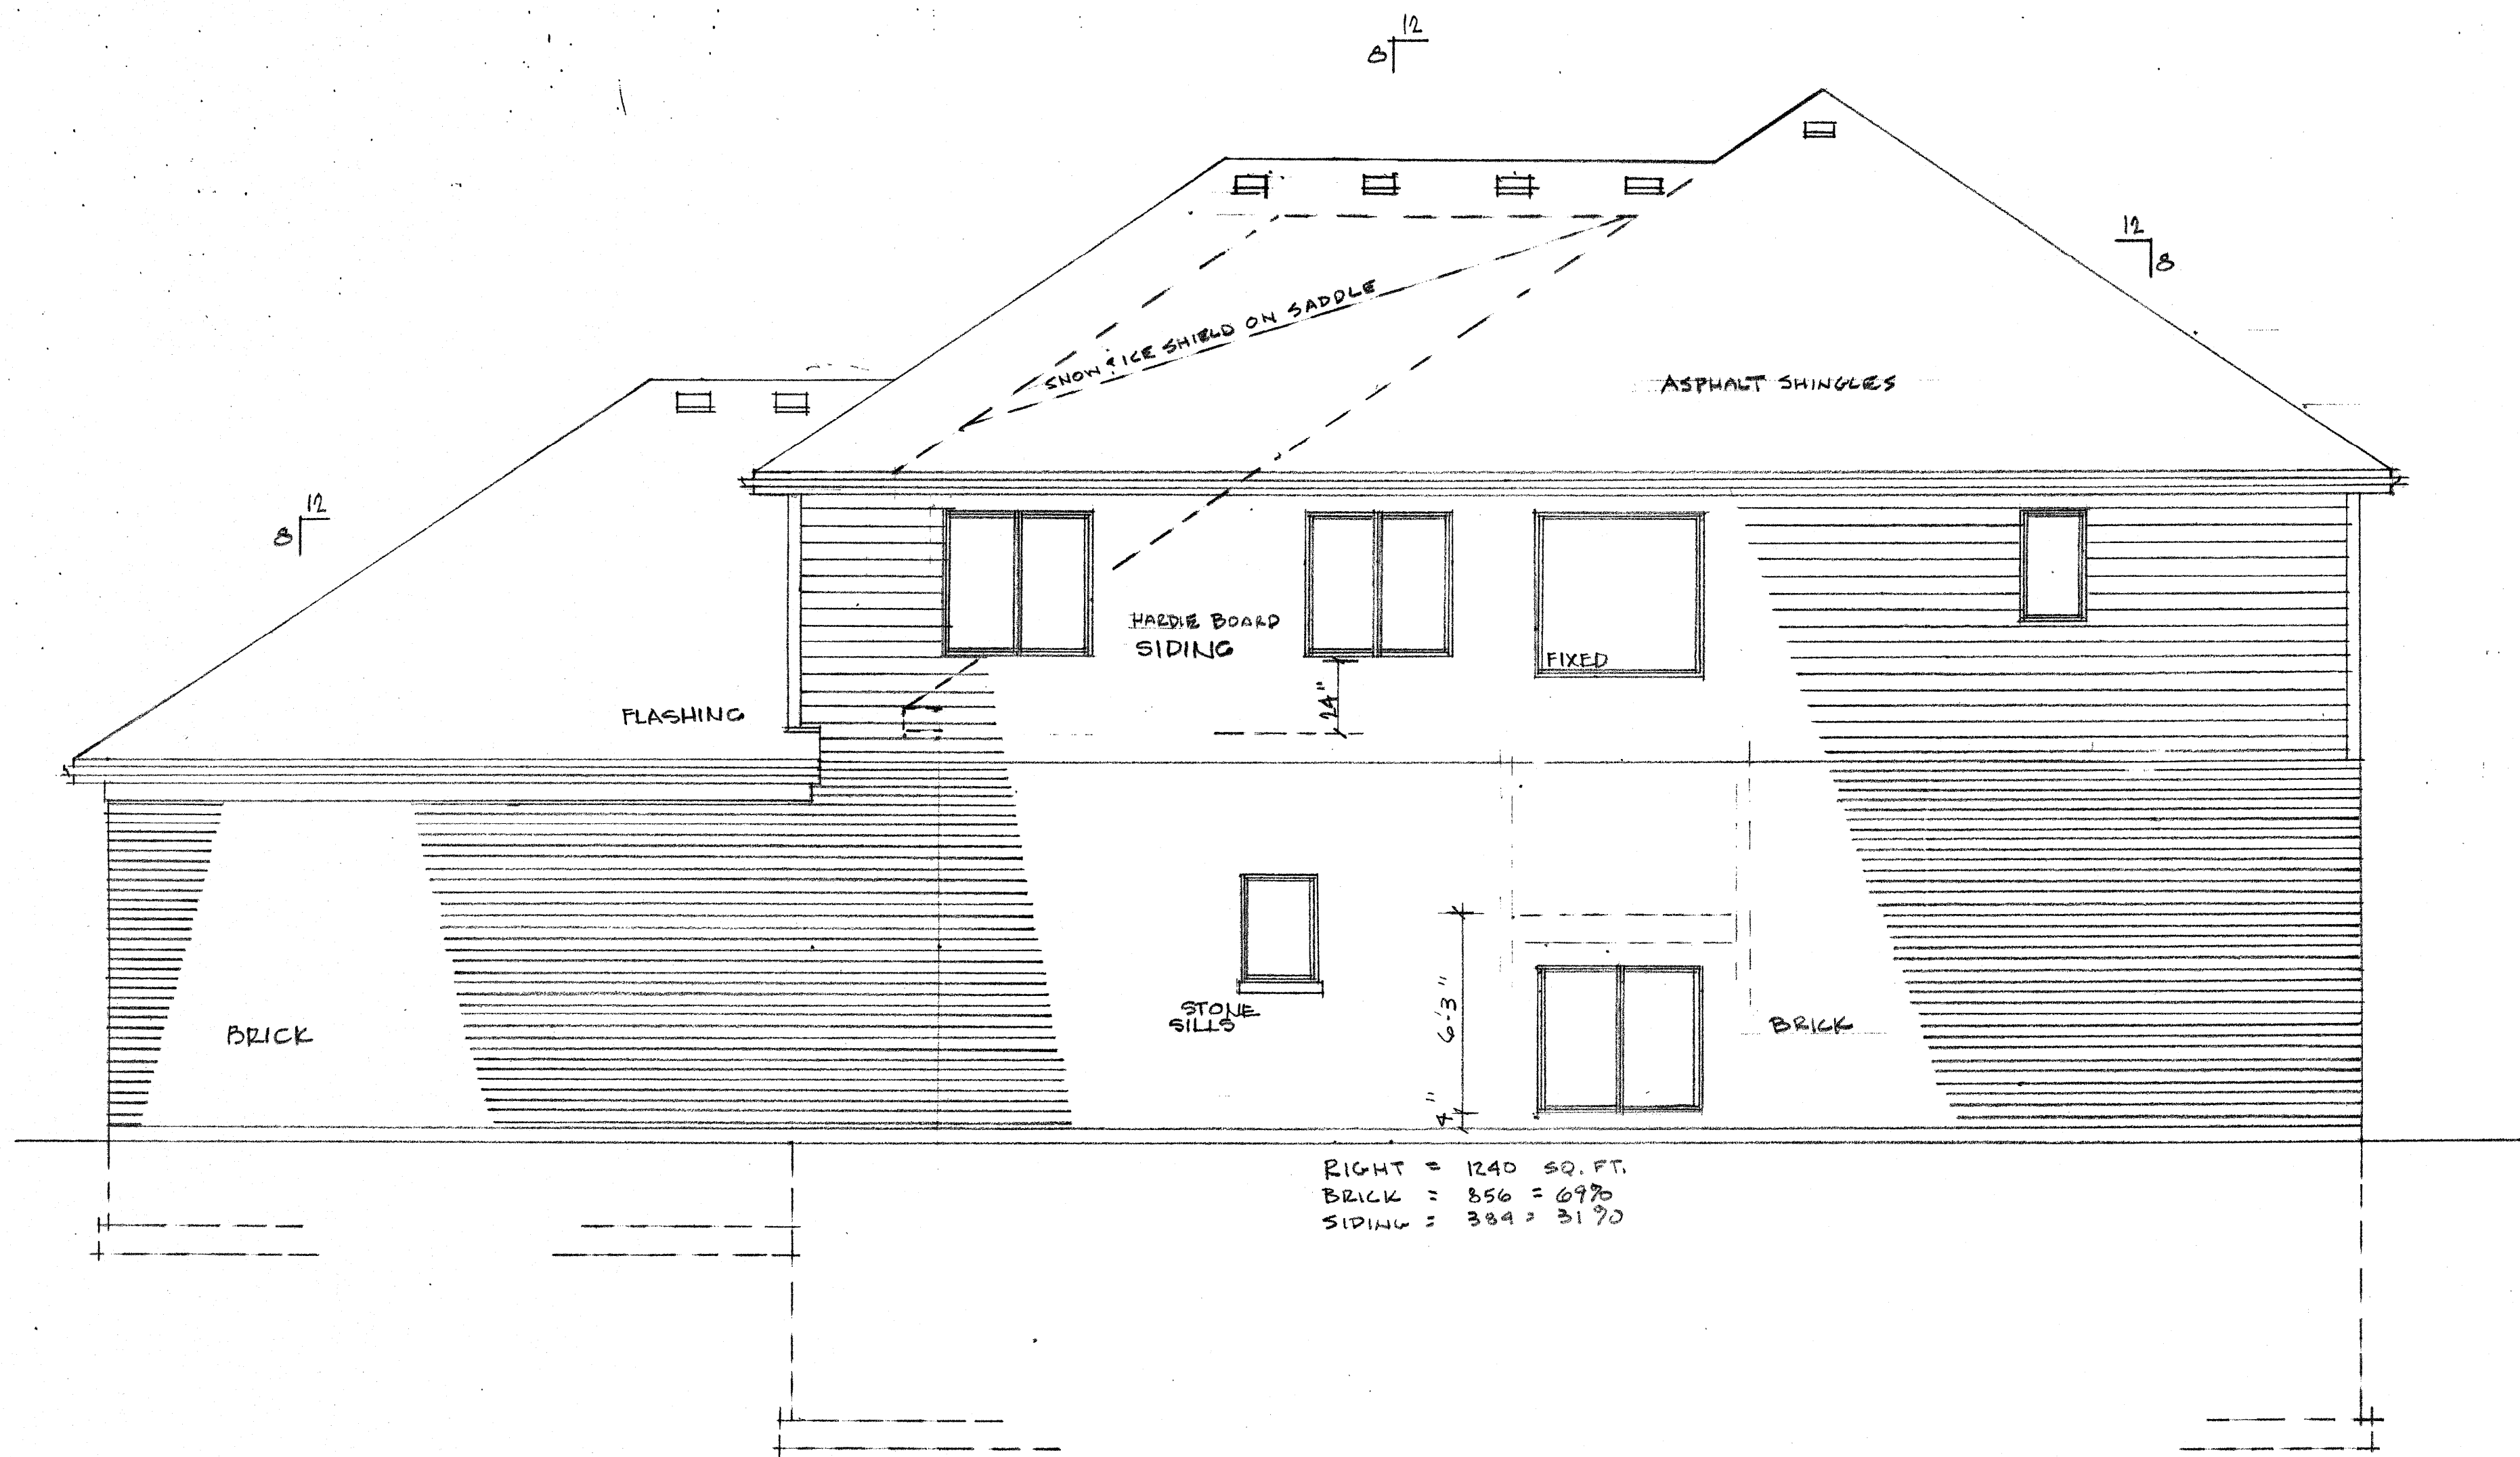 12
8
12
8
SNOW & ICE SHIELD ON SADDLE
ASPHALT SHINGLES
12
8
HARDIE BOARD
SIDING
FIXED
24"
FLASHING
STONE
SILLS
6'-3"
BRICK
BRICK
4"
RIGHT = 1240 SQ. FT.
BRICK = 856 = 69%
SIDING = 384 = 31%